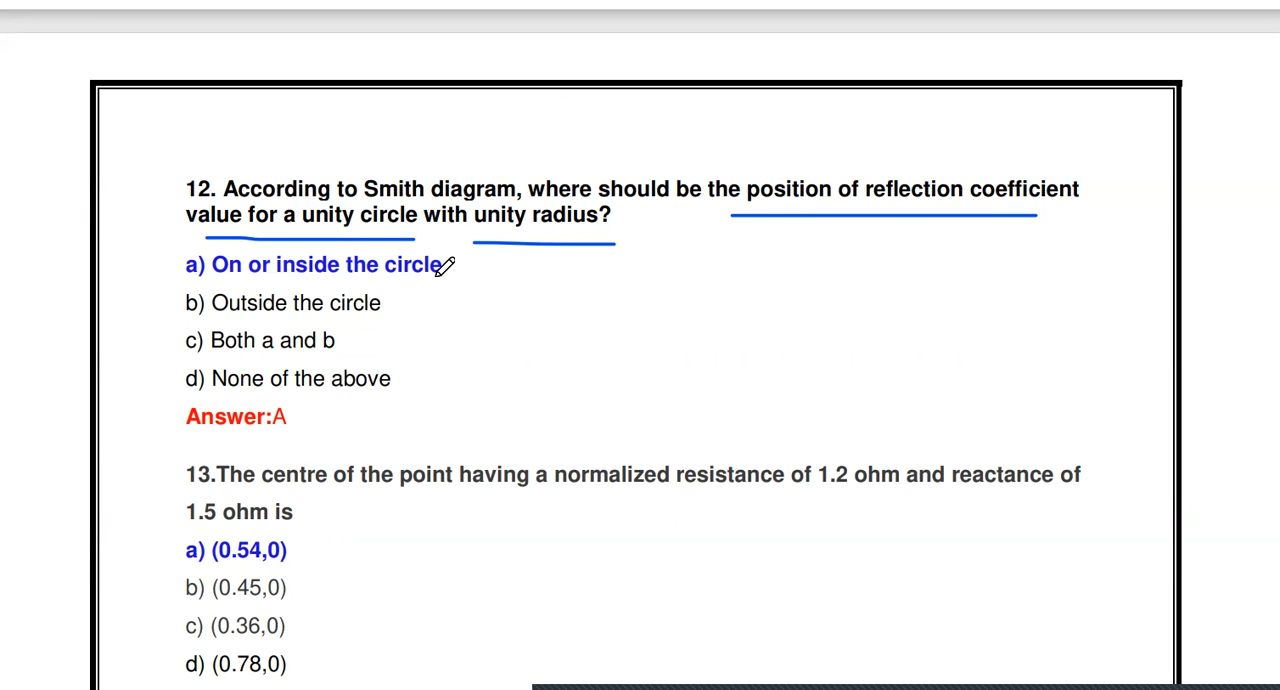 12. According to Smith diagram, where should be the position of reflection coefficient
value for a unity circle with unity radius?
a) On or inside the circle
b) Outside the circle
c) Both a and b
d) None of the above
Answer:A
13.The centre of the point having a normalized resistance of 1.2 ohm and reactance of
1.5 ohm is
a) (0.54,0)
b) (0.45,0)
c) (0.36,0)
d) (0.78,0)